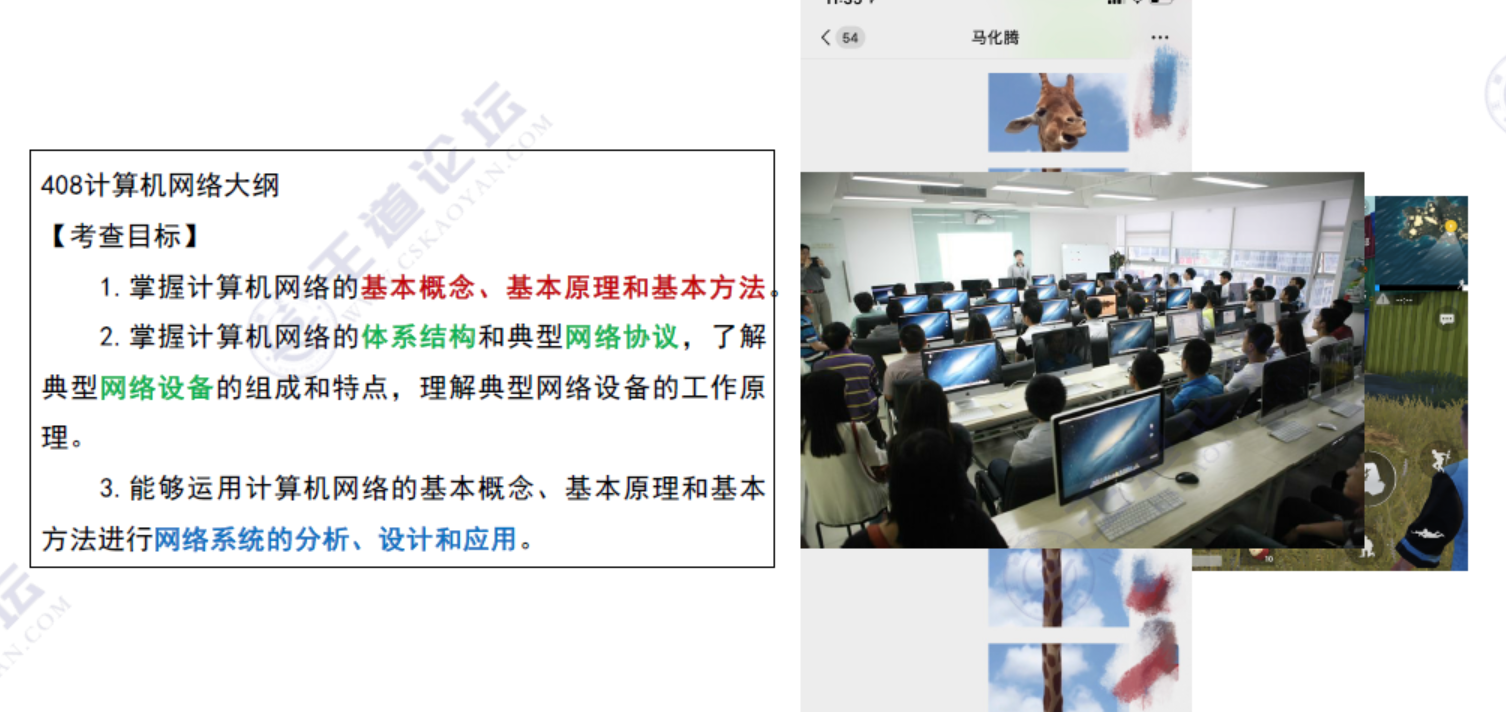 408计算机网络大纲
【考查目标】
1.掌握计算机网络的基本概念、基本原理和基本方法。
2.掌握计算机网络的体系结构和典型网络协议，了解
典型网络设备的组成和特点，理解典型网络设备的工作原
理。
3.能够运用计算机网络的基本概念、基本原理和基本
方法进行网络系统的分析、设计和应用。
王道论坛
WWW.CSKAOYAN.COM
坛
AN.COM
54
马化腾
10